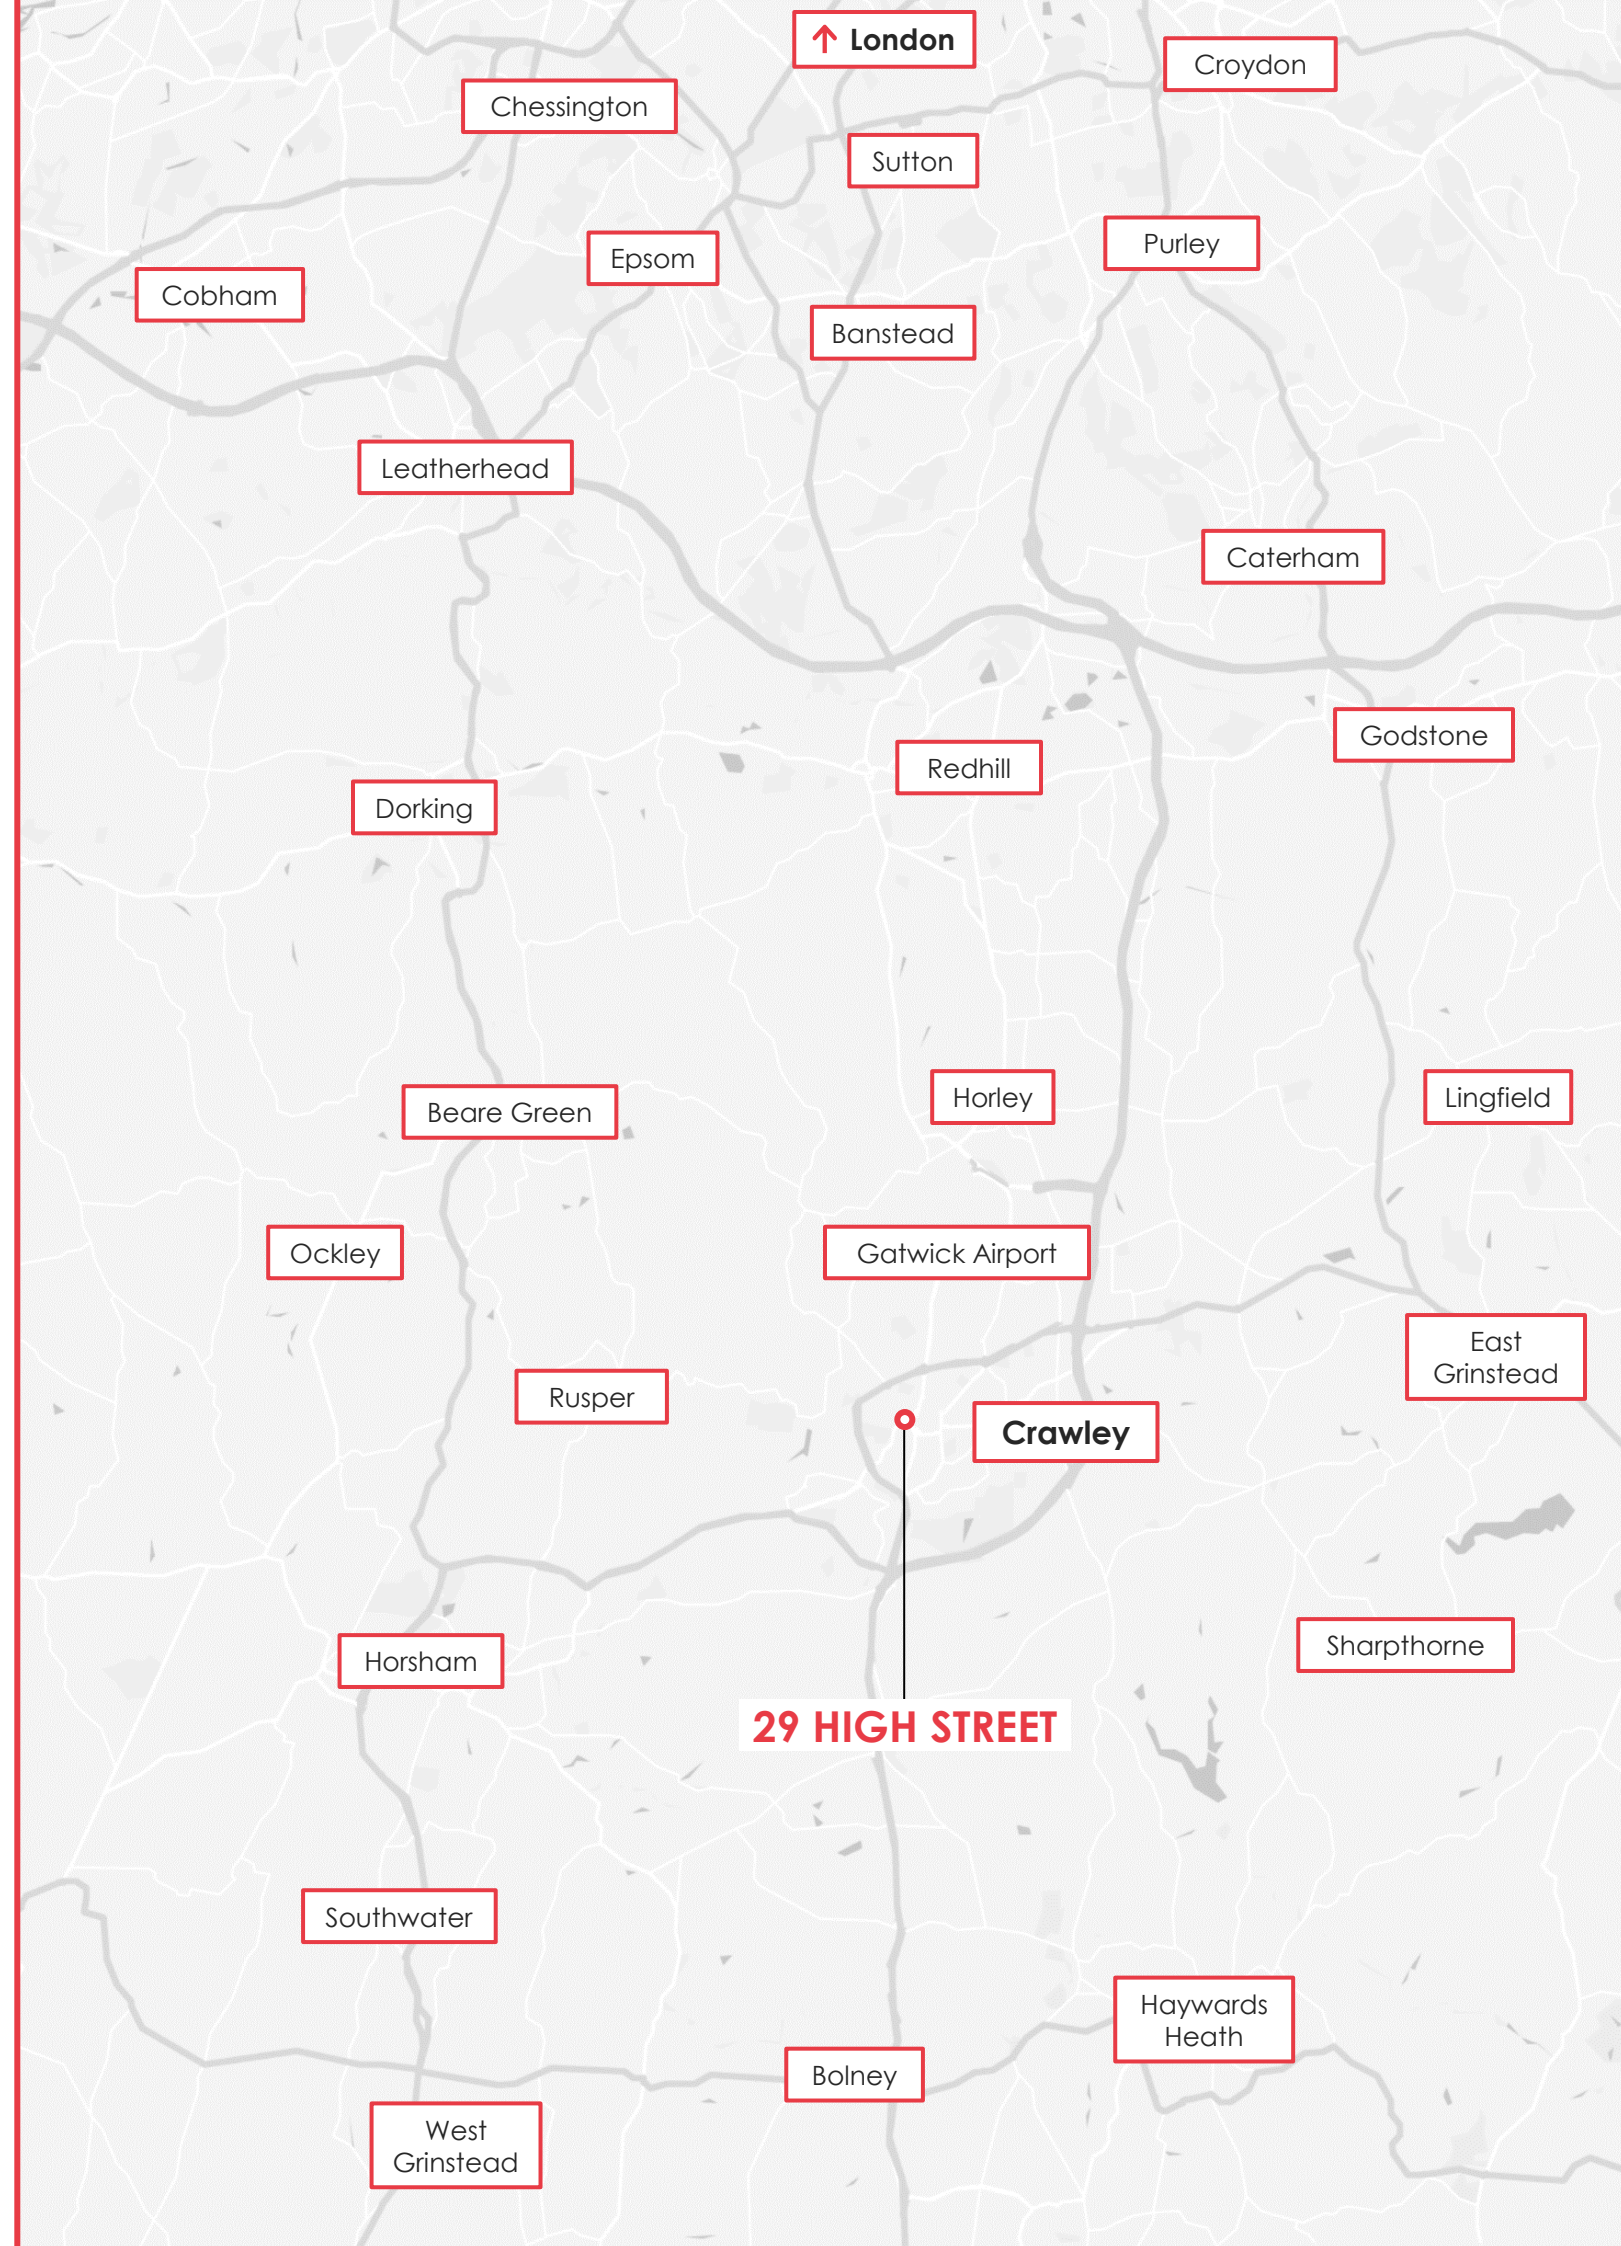 ↑ London
Croydon
Chessington
Sutton
Purley
Epsom
Cobham
Banstead
Leatherhead
Caterham
Godstone
Redhill
Dorking
Horley
Lingfield
Beare Green
Ockley
Gatwick Airport
East
Grinstead
Rusper
Crawley
Sharpthorne
Horsham
29 HIGH STREET
Southwater
Haywards
Heath
Bolney
West
Grinstead